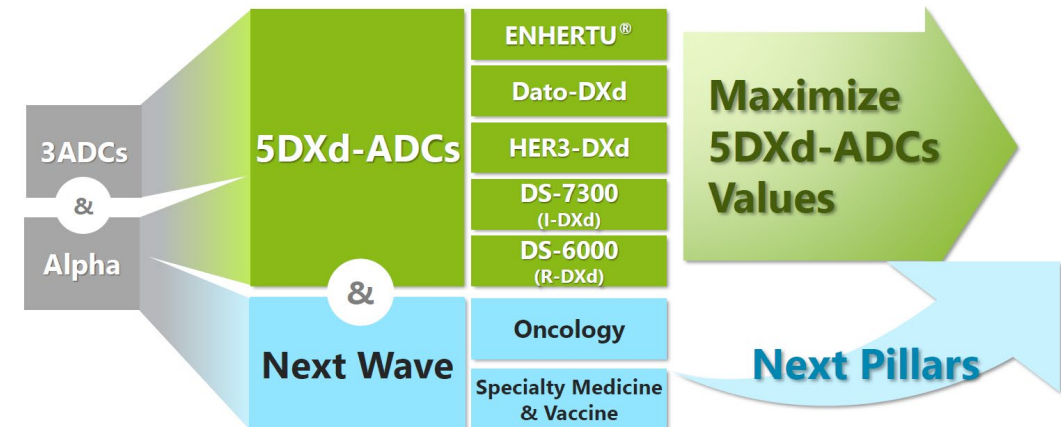 3ADCs
&
Alpha
5DXd-ADCs
&
Next Wave
ENHERTU®
Dato-DXd
HER3-DXd
DS-7300
(I-DXd)
DS-6000
(R-DXd)
Oncology
Specialty Medicine
& Vaccine
Maximize
5DXd-ADCs
Values
Next Pillars